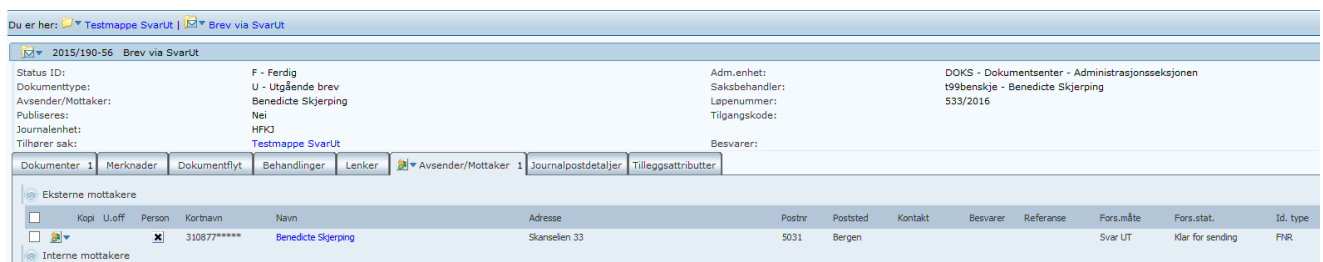 Du er her: Testmappe SvarUt | Brev via SvarUt
2015/190-56 Brev via SvarUt
Status ID: F - Ferdig Adm.enhet: DOKS - Dokumentsenter - Administrasjonsseksjonen
Dokumenttype: U - Utgående brev Saksbehandler: t99benskje - Benedicte Skjerping
Avsender/Mottaker: Benedicte Skjerping Løpenummer: 533/2016
Publiseres: Nei Tilgangskode:
Journalenhet: HFKJ
Tilhører sak: Testmappe SvarUt Besvarer:
Dokumenter 1 Merknader Dokumentflyt Behandlinger Lenker Avsender/Mottaker 1 Journalpostdetaljer Tilleggsattributter
Eksterne mottakere
Kopi U.off Person Kortnavn Navn Adresse Postnr Poststed Kontakt Besvarer Referanse Fors.måte Fors.stat. Id. type
310877***** Benedicte Skjerping Skanselien 33 5031 Bergen Svar UT Klar for sending FNR
Interne mottakere